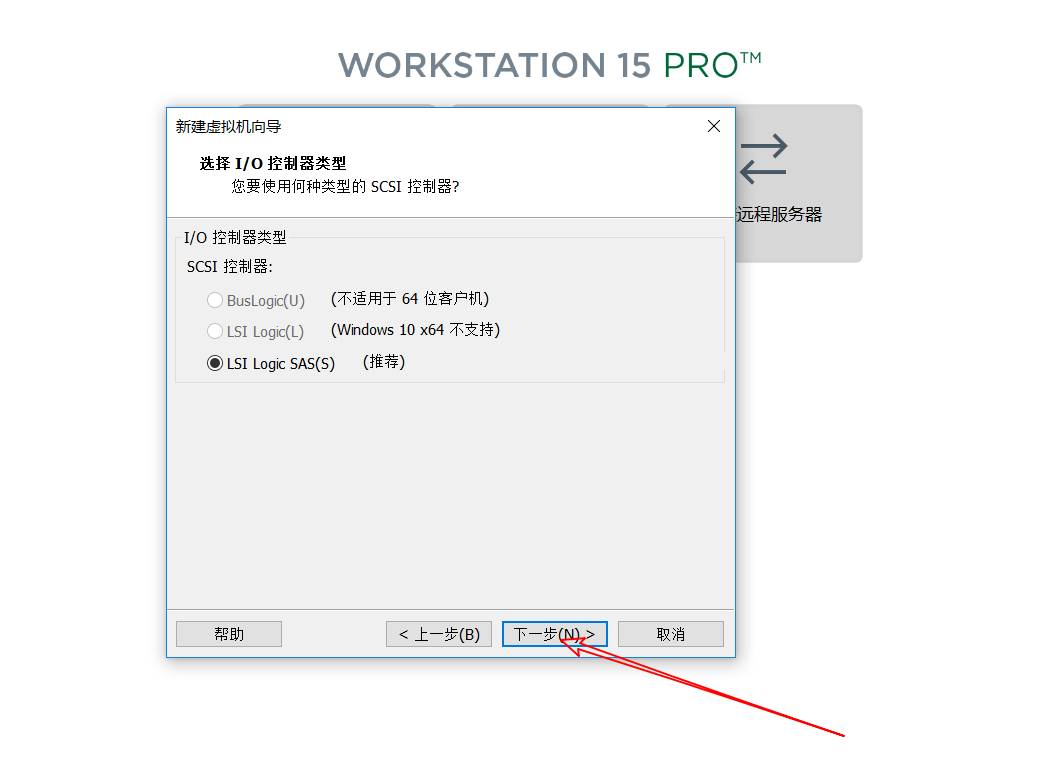 WORKSTATION 15 PRO™
新建虚拟机向导
选择 I/O 控制器类型
您要使用何种类型的 SCSI 控制器?
远程服务器
I/O 控制器类型
SCSI 控制器:
BusLogic(U) (不适用于 64 位客户机)
LSI Logic(L) (Windows 10 x64 不支持)
LSI Logic SAS(S) (推荐)
帮助 < 上一步(B) 下一步(N) > 取消